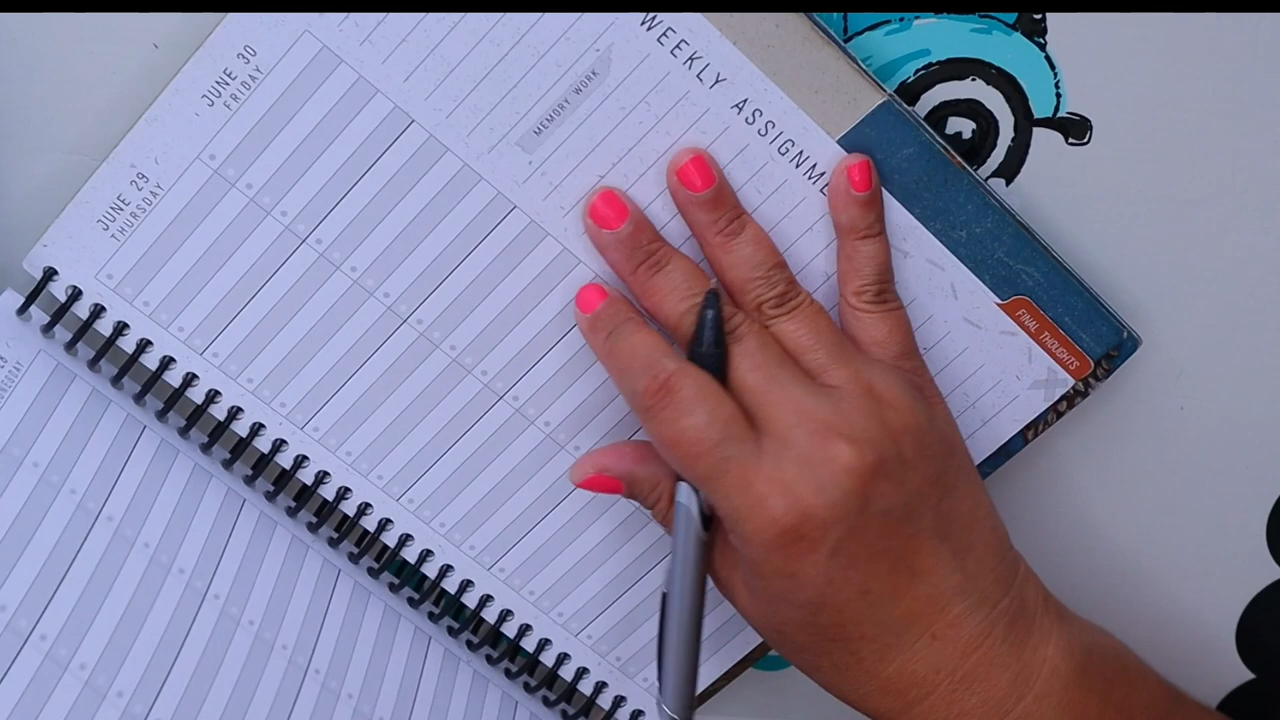 WEEKLY ASSIGNME
MEMORY WORK
JUNE 30
FRIDAY
JUNE 29
THURSDAY
FINAL THOUGHTS